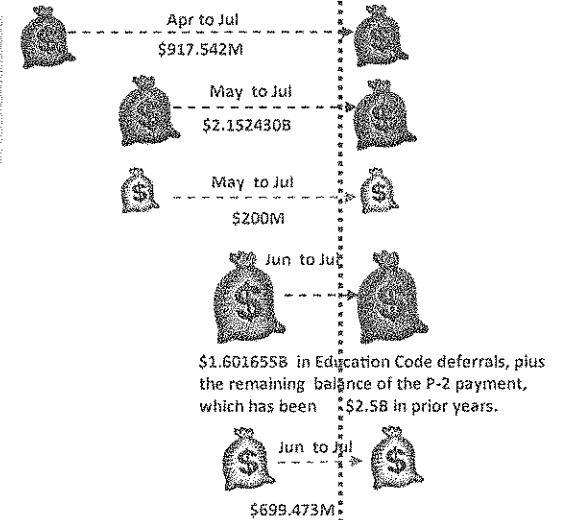 Apr to Jul
$917.542M
May to Jul
$2.152430B
May to Jul
$200M
Jun to Jul
$1.601655B in Education Code deferrals, plus
the remaining balance of the P-2 payment,
which has been $2.5B in prior years.
Jun to Jul
$699.473M